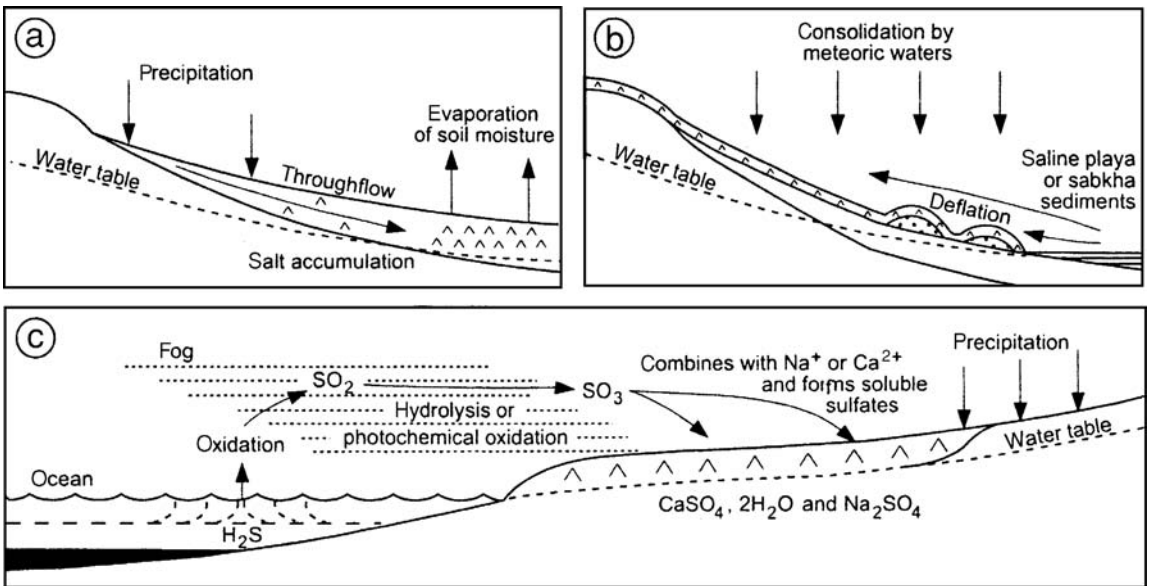 a
Precipitation
Evaporation
of soil moisture
Water table
Throughflow
Salt accumulation
b
Consolidation by
meteoric waters
Water table
Saline playa
or sabkha
sediments
Deflation
c
Fog
SO₂
SO₃
Combines with Na⁺ or Ca²⁺
and forms soluble
sulfates
Precipitation
Hydrolysis or
photochemical oxidation
Oxidation
Water table
Ocean
H₂S
CaSO₄, 2H₂O and Na₂SO₄